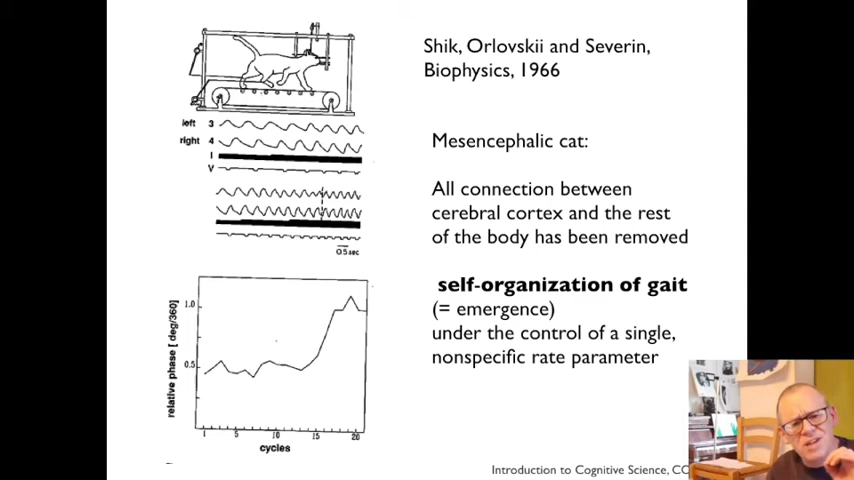 Shik, Orlovskii and Severin,
Biophysics, 1966
left 3
right 4
I
V
0.5 sec
Mesencephalic cat:
All connection between
cerebral cortex and the rest
of the body has been removed
self-organization of gait
(= emergence)
under the control of a single,
nonspecific rate parameter
relative phase [ deg/360]
1.0
0.5
1 5 10 15 20
cycles
Introduction to Cognitive Science, CO